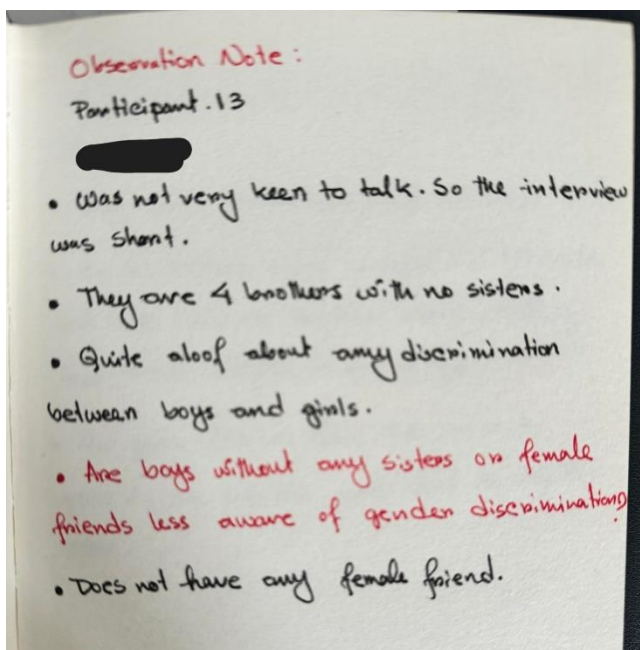 Observation Note :
Participant . 13
• Was not very keen to talk. So the interview
was short.
• They are 4 brothers with no sisters.
• Quite aloof about any discrimination
between boys and girls.
• Are boys without any sisters or female
friends less aware of gender discrimination?
• Does not have any female friend.